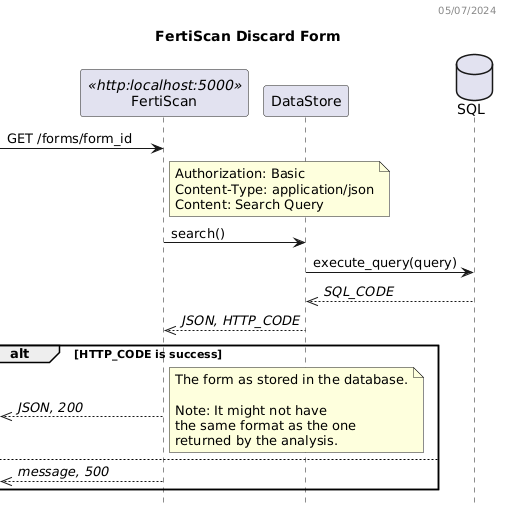 05/07/2024
FertiScan Discard Form
«http:localhost:5000»
FertiScan
DataStore
SQL
GET /forms/form_id
Authorization: Basic
Content-Type: application/json
Content: Search Query
search()
execute_query(query)
SQL_CODE
JSON, HTTP_CODE
alt [HTTP_CODE is success]
The form as stored in the database.
Note: It might not have
the same format as the one
returned by the analysis.
JSON, 200
message, 500